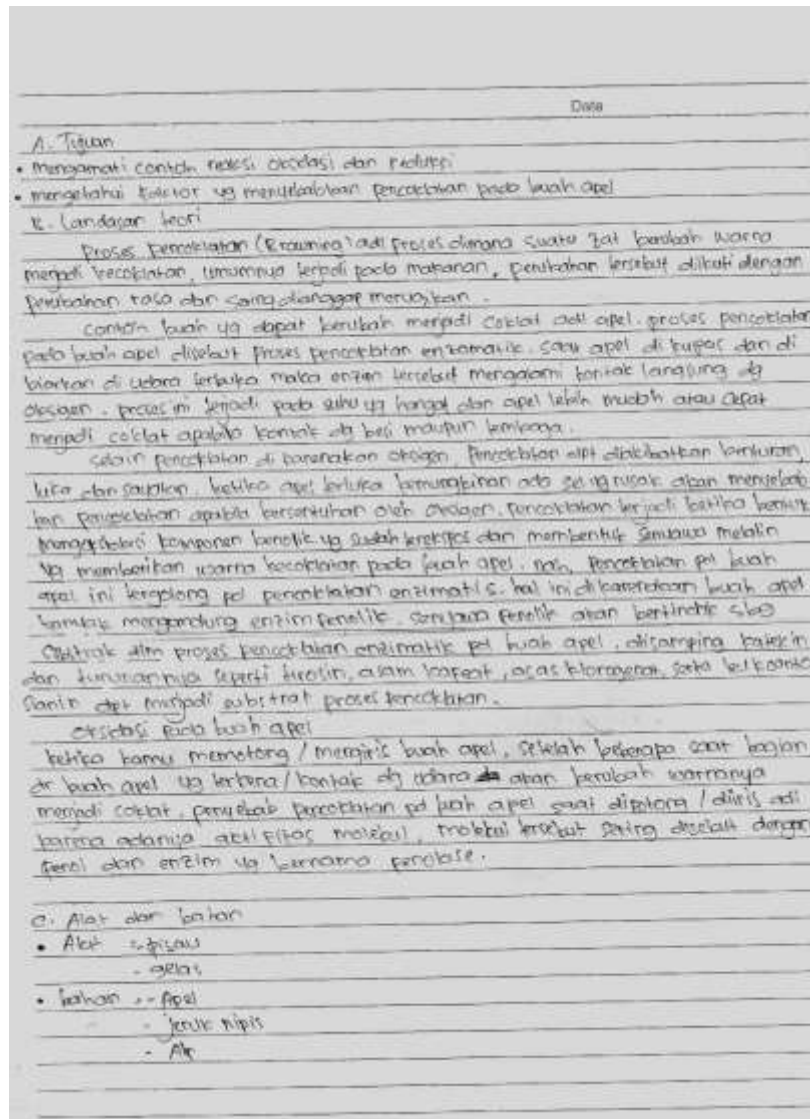 Date
A. Tujuan
• mengamati contoh reaksi oksidasi dan reduksi
• mengetahui faktor yg menyebabkan pencoklatan pada buah apel
B. Landasan teori
Proses pencoklatan (Browning) adl proses dimana suatu zat berubah warna
menjadi kecoklatan, umumnya terjadi pada makanan, perubahan tersebut diikuti dengan
perubahan rasa dan sering dianggap merugikan.
contoh buah yg dapat berubah menjadi coklat adl apel. proses pencoklatan
pada buah apel disebut proses pencoklatan enzimatik. saat apel di kupas dan di
biarkan di udara terbuka maka enzim tersebut mengalami kontak langsung dg
oksigen. proses ini terjadi pada suhu yg hangat dan apel lebih mudah atau cepat
menjadi coklat apabila kontak dg besi maupun tembaga.
selain pencoklatan di karenakan oksigen, pencoklatan dpt diakibatkan benturan,
luka dan sayatan. ketika apel terluka kemungkinan ada sel yg rusak akan menyebab
kan pencoklatan apabila bersentuhan oleh oksigen. pencoklatan terjadi ketika
mengoksidasi komponen fenolik yg sudah terekspos dan membentuk senyawa melalin
yg memberikan warna kecoklatan pada buah apel. nah, pencoklatan pd buah
apel ini tergolong pd pencoklatan enzimatis. hal ini dikarenakan buah apel
mengandung enzim fenolik. senyawa fenolik akan bertindak sbg
dlm proses pencoklatan enzimatik pd buah apel, disamping katekin
dan turunannya seperti tirosin, asam kafeat, asas klorogenat, serta leukoanto
sianin dpt menjadi substrat proses pencoklatan.
oksidasi pada buah apel
ketika kamu memotong / mengiris buah apel, setelah beberapa saat bagian
dr buah apel yg terkena / kontak dg udara akan berubah warnanya
menjadi coklat, penyebab pencoklatan pd buah apel saat dipotong / diiris adl
karena adanya aktifitas molekul, molekul tersebut sering disebut dengan
fenol dan enzim yg bernama fenolase.
C. Alat dan bahan
• Alat : - pisau
- gelas
• bahan : - Apel
- jeruk nipis
- Air